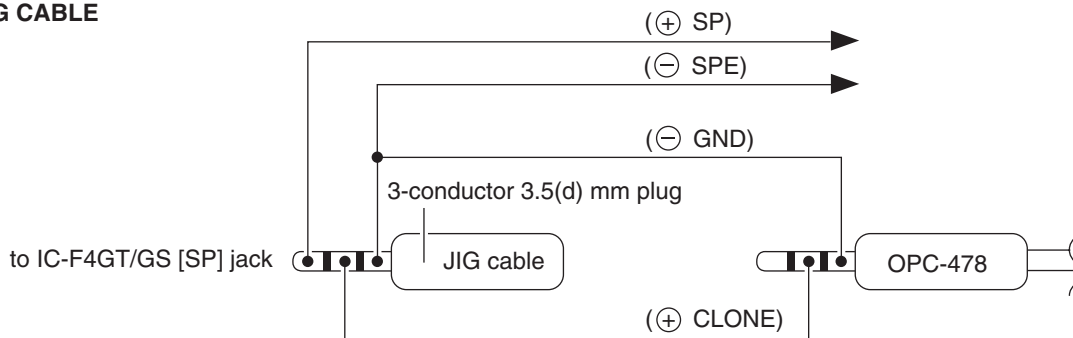 G CABLE
(⊕ SP)
(⊖ SPE)
(⊖ GND)
3-conductor 3.5(d) mm plug
to IC-F4GT/GS [SP] jack
JIG cable
OPC-478
(⊕ CLONE)